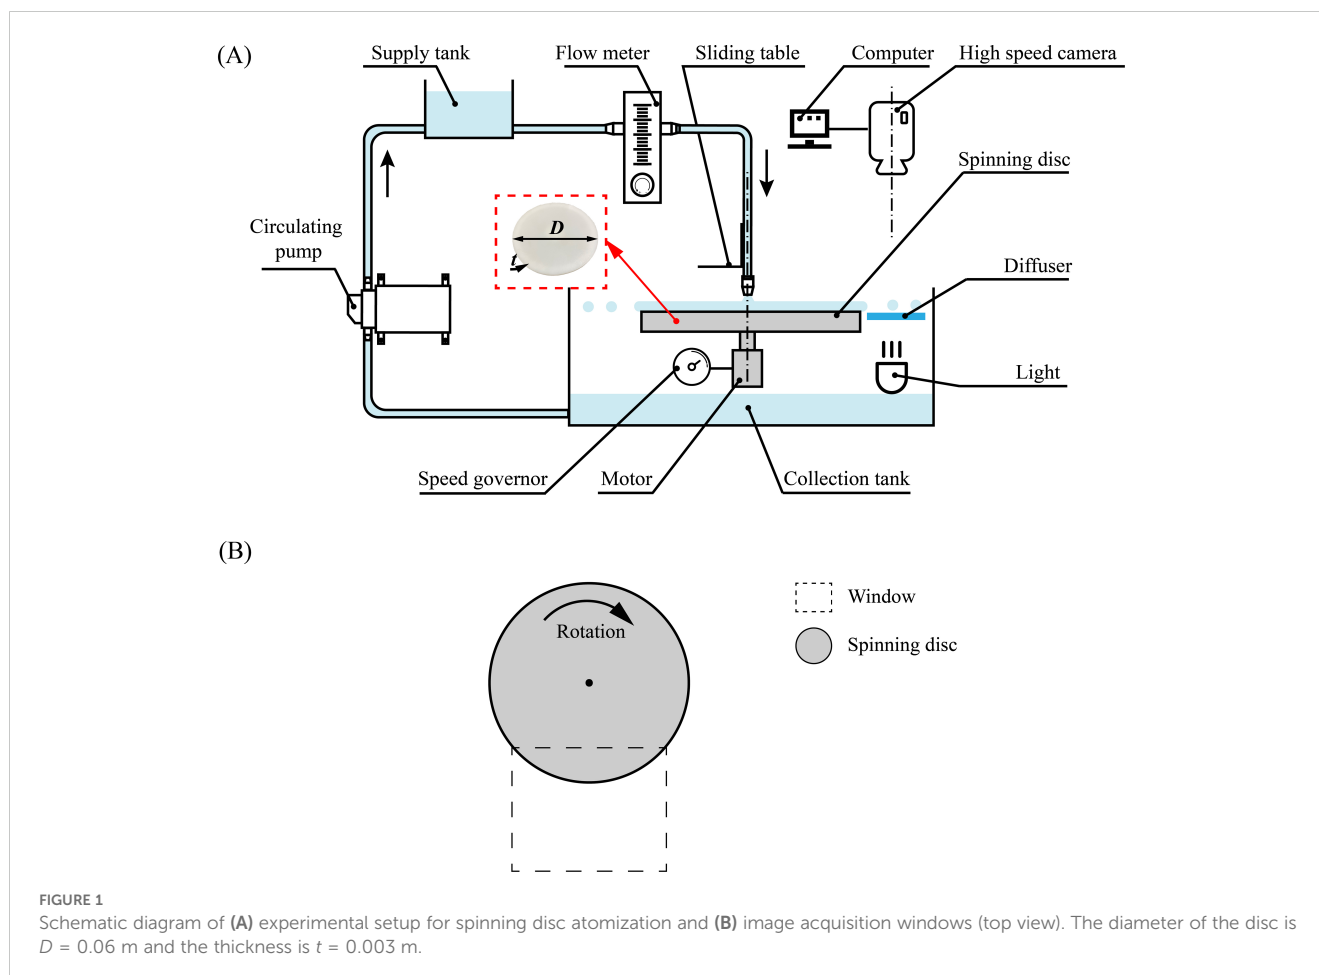 (A)
Supply tank
Flow meter
Sliding table
Computer
High speed camera
Spinning disc
Circulating
pump
D
t
Diffuser
Light
Speed governor
Motor
Collection tank
(B)
Rotation
Window
Spinning disc
FIGURE 1
Schematic diagram of (A) experimental setup for spinning disc atomization and (B) image acquisition windows (top view). The diameter of the disc is
D = 0.06 m and the thickness is t = 0.003 m.